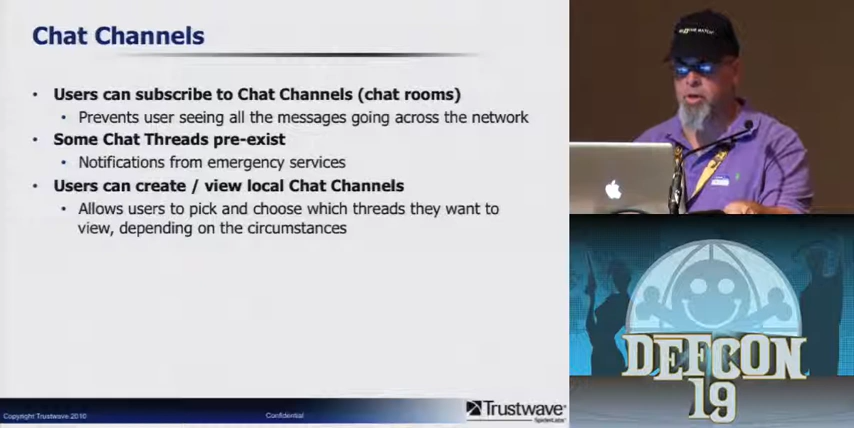 Chat Channels
• Users can subscribe to Chat Channels (chat rooms)
• Prevents user seeing all the messages going across the network
• Some Chat Threads pre-exist
• Notifications from emergency services
• Users can create / view local Chat Channels
• Allows users to pick and choose which threads they want to
view, depending on the circumstances
Copyright Trustwave 2010
Confidential
Trustwave®
SpiderLabs®
DEFCON
19